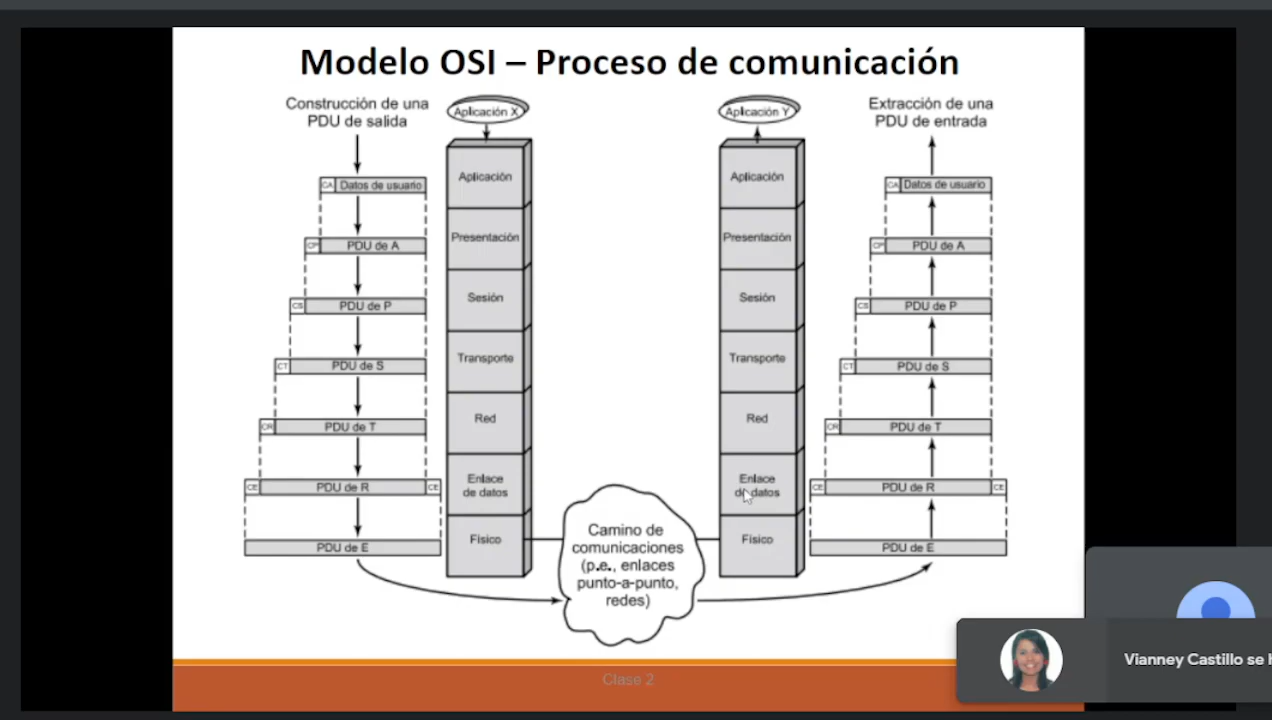 Modelo OSI – Proceso de comunicación
Construcción de una
PDU de salida
Aplicación X
Aplicación Y
Extracción de una
PDU de entrada
CA Datos de usuario
Aplicación
Aplicación
CA Datos de usuario
CP PDU de A
Presentación
Presentación
CP PDU de A
CS PDU de P
Sesión
Sesión
CS PDU de P
CT PDU de S
Transporte
Transporte
CT PDU de S
CR PDU de T
Red
Red
CR PDU de T
CE PDU de R CE
Enlace
de datos
Enlace
de datos
CE PDU de R CE
PDU de E
Físico
Camino de
comunicaciones
(p.e., enlaces
punto-a-punto,
redes)
Físico
PDU de E
Clase 2
Vianney Castillo se